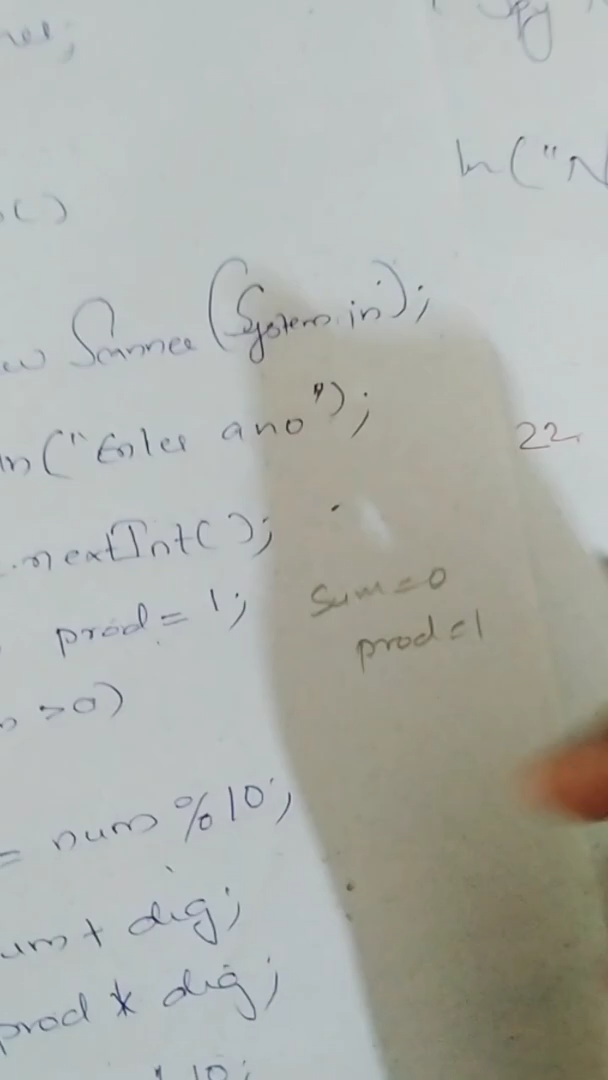 ln("N
()
Scanner (System.in);
ln("Enter a no");
22
.nextInt();
prod = 1; Sum=0
prod=1
>0)
= num % 10;
um + dig;
prod * dig;
10;